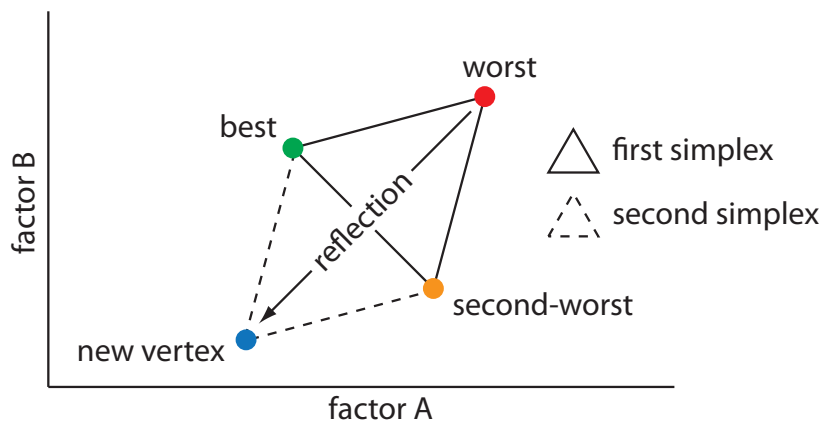 worst
best
first simplex
factor B
reflection
second simplex
second-worst
new vertex
factor A